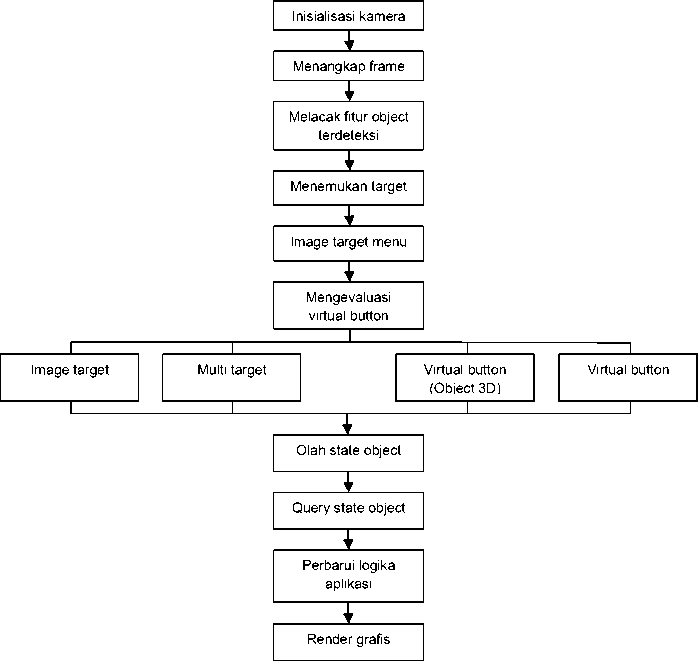 Inisialisasi kamera
Menangkap frame
Melacak fitur object
terdeteksi
Menemukan target
Image target menu
Mengevaluasi
virtual button
Image target
Multi target
Virtual button
(Object 3D)
Virtual button
Olah state object
Query state object
Perbarui logika
aplikasi
Render grafis